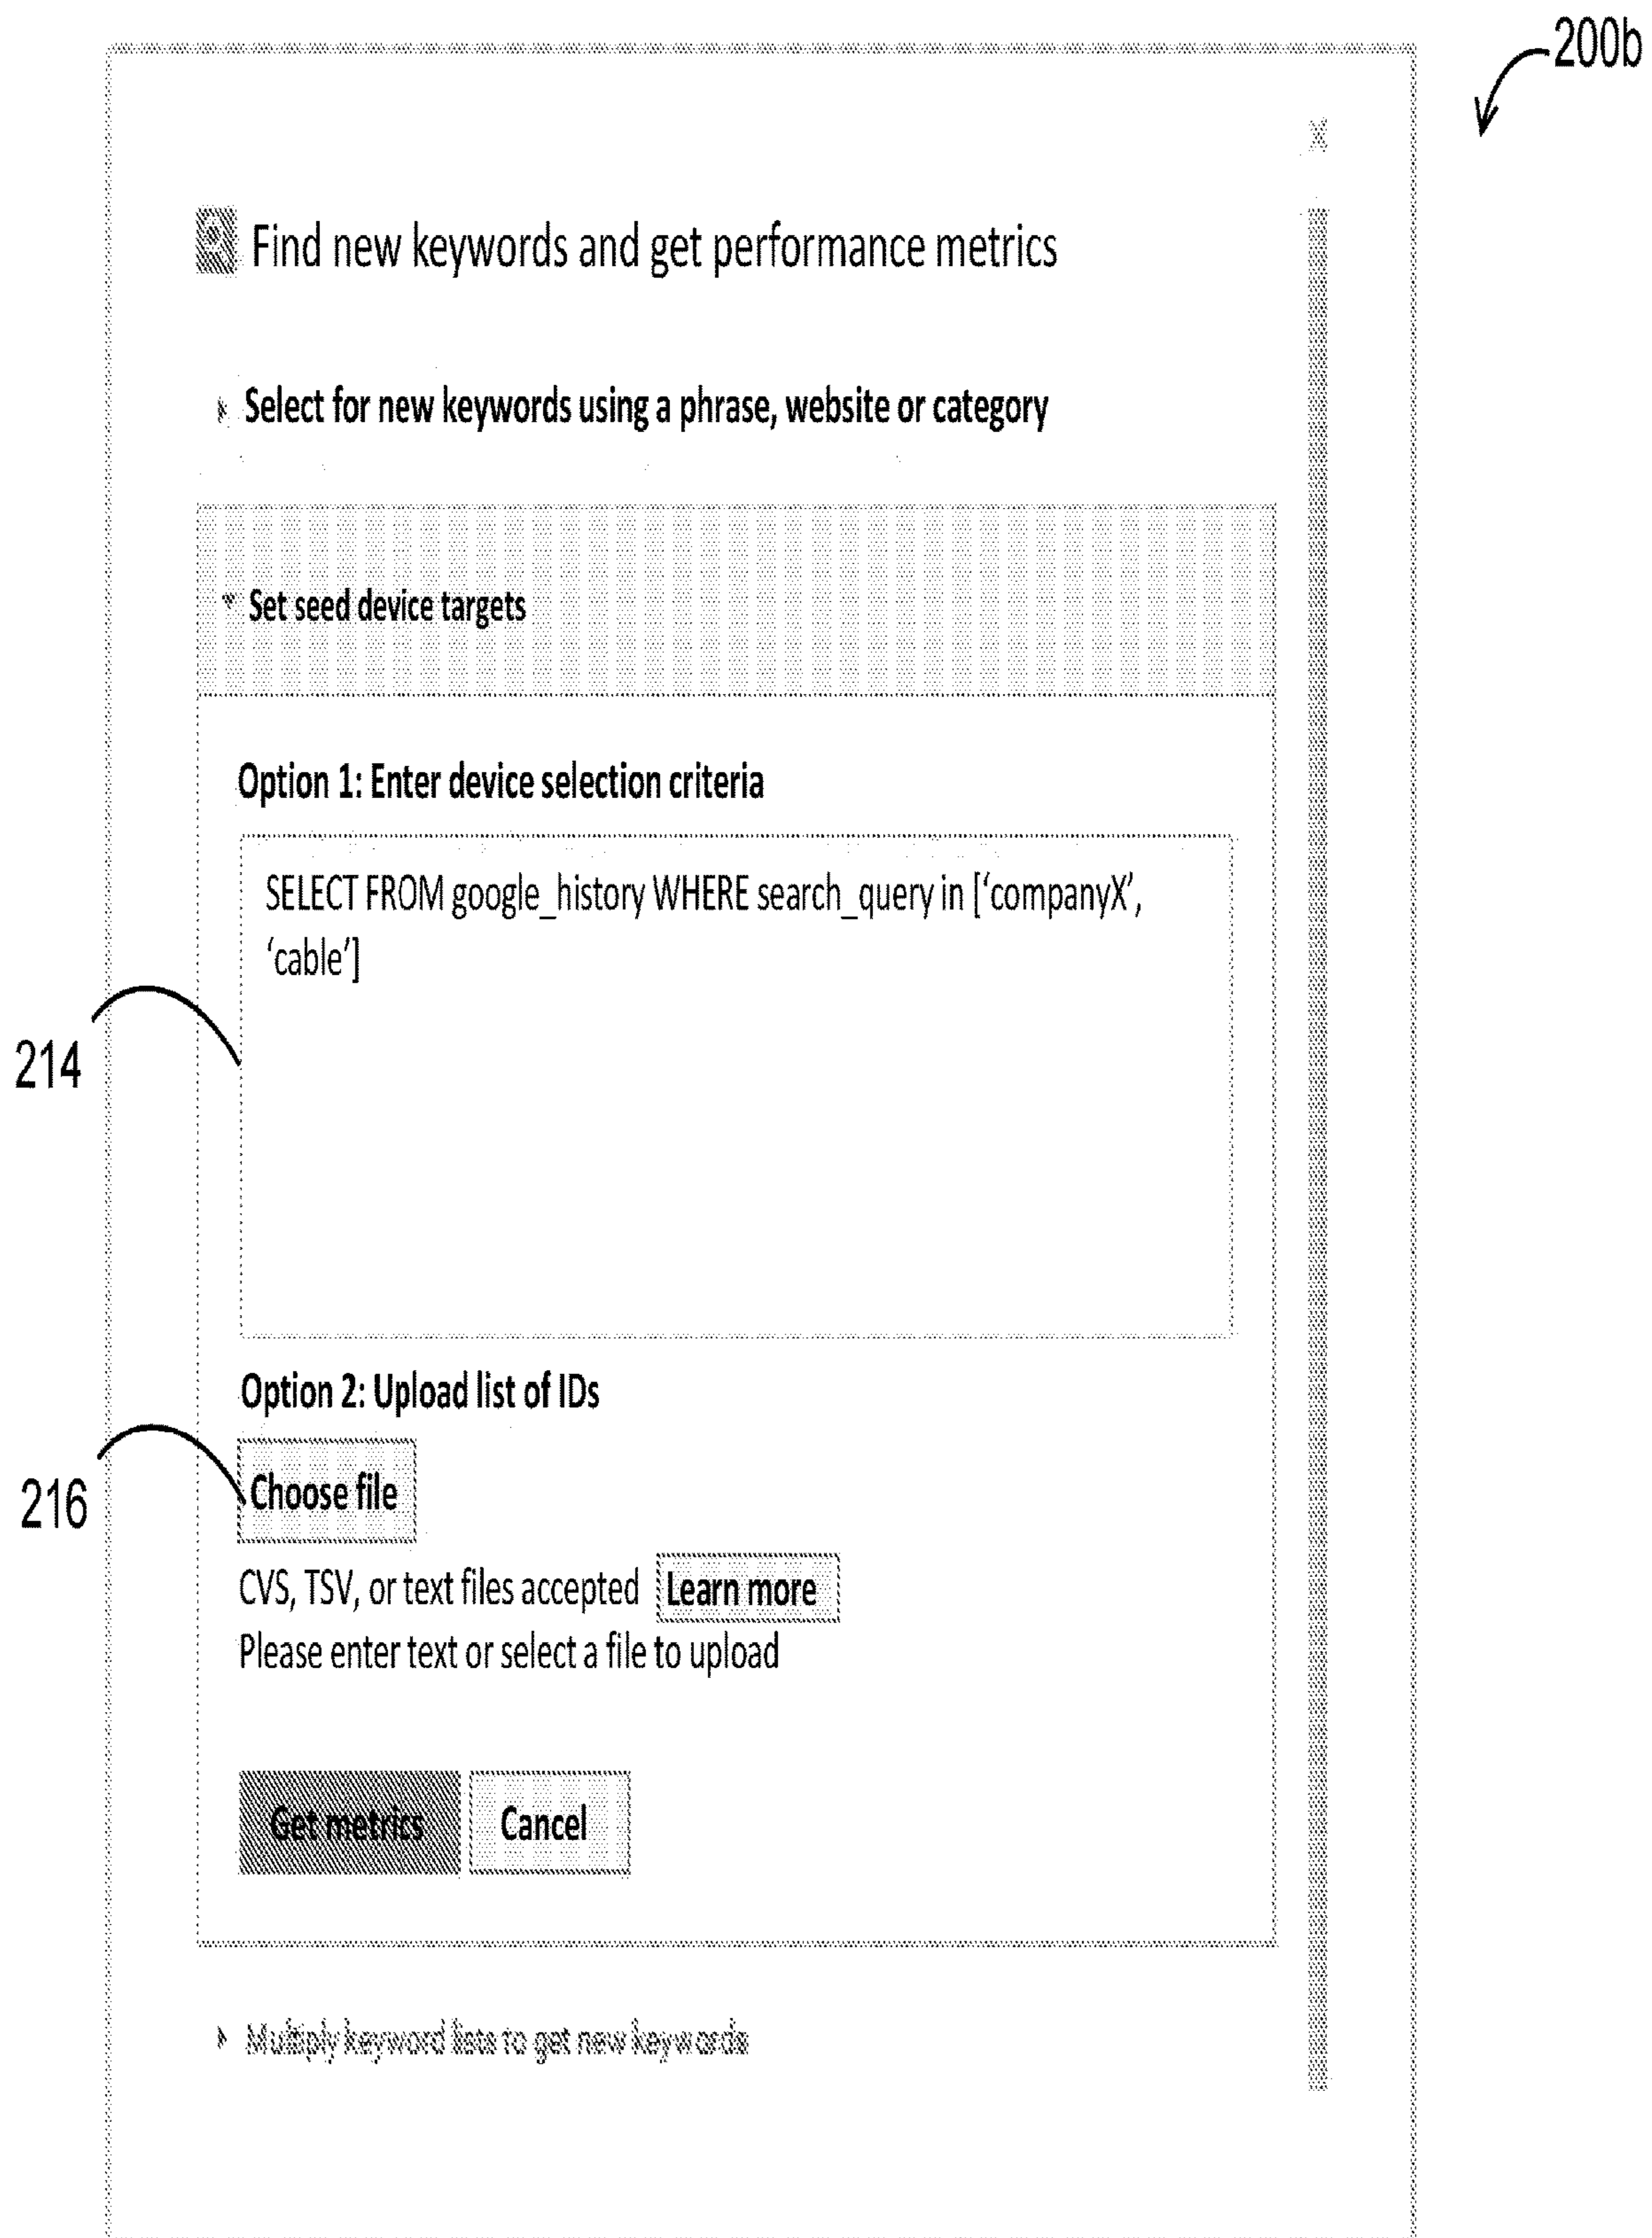 200b
X
Find new keywords and get performance metrics
Select for new keywords using a phrase, website or category
Set seed device targets
Option 1: Enter device selection criteria
SELECT FROM google_history WHERE search_query in [‘companyX’,
‘cable’]
214
Option 2: Upload list of IDs
Choose file
216
CVS, TSV, or text files accepted Learn more
Please enter text or select a file to upload
Get metrics Cancel
Multiply keyword lists to get new keywords